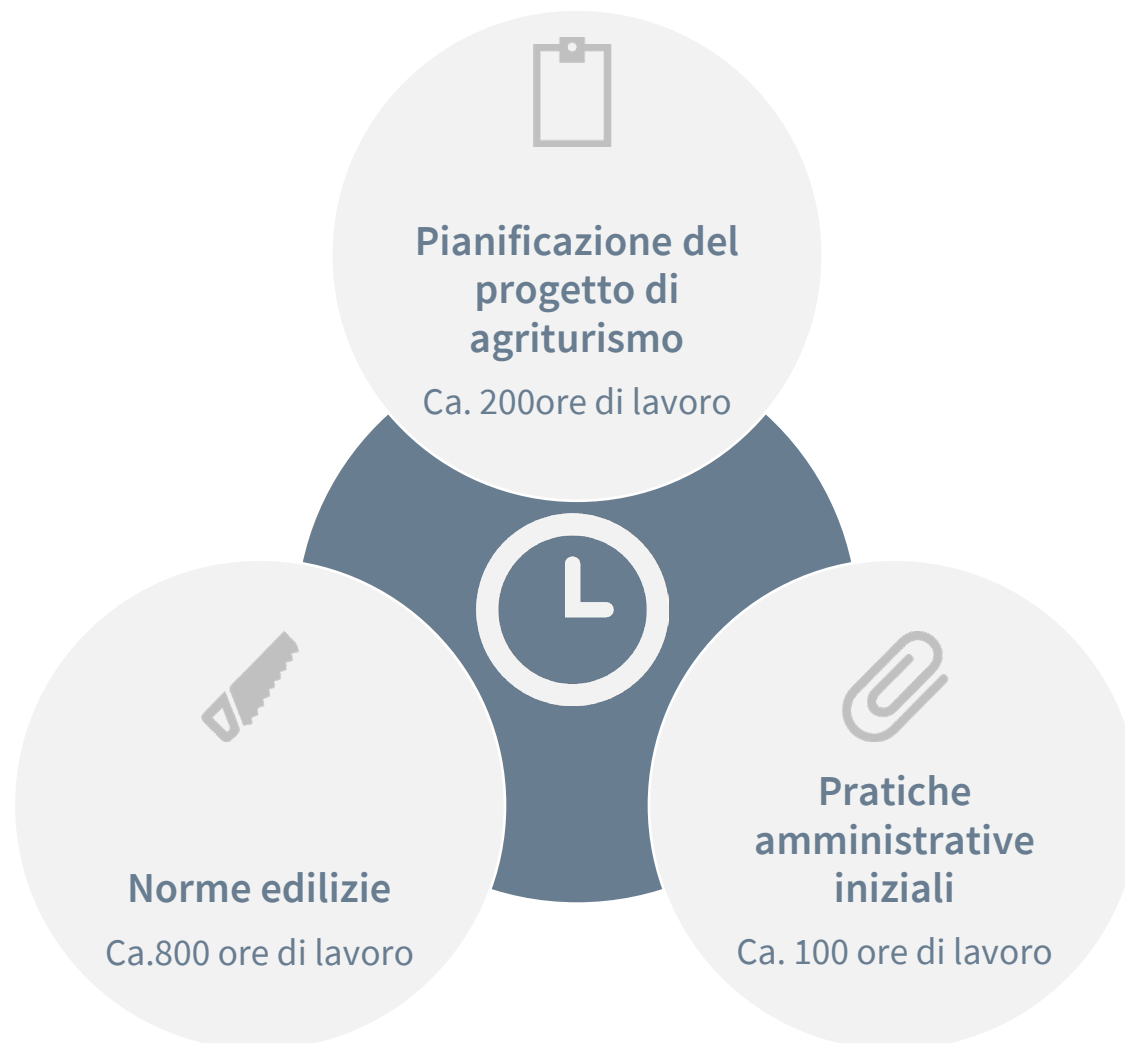 Pianificazione del
progetto di
agriturismo
Ca. 200ore di lavoro
Norme edilizie
Ca.800 ore di lavoro
Pratiche
amministrative
iniziali
Ca. 100 ore di lavoro